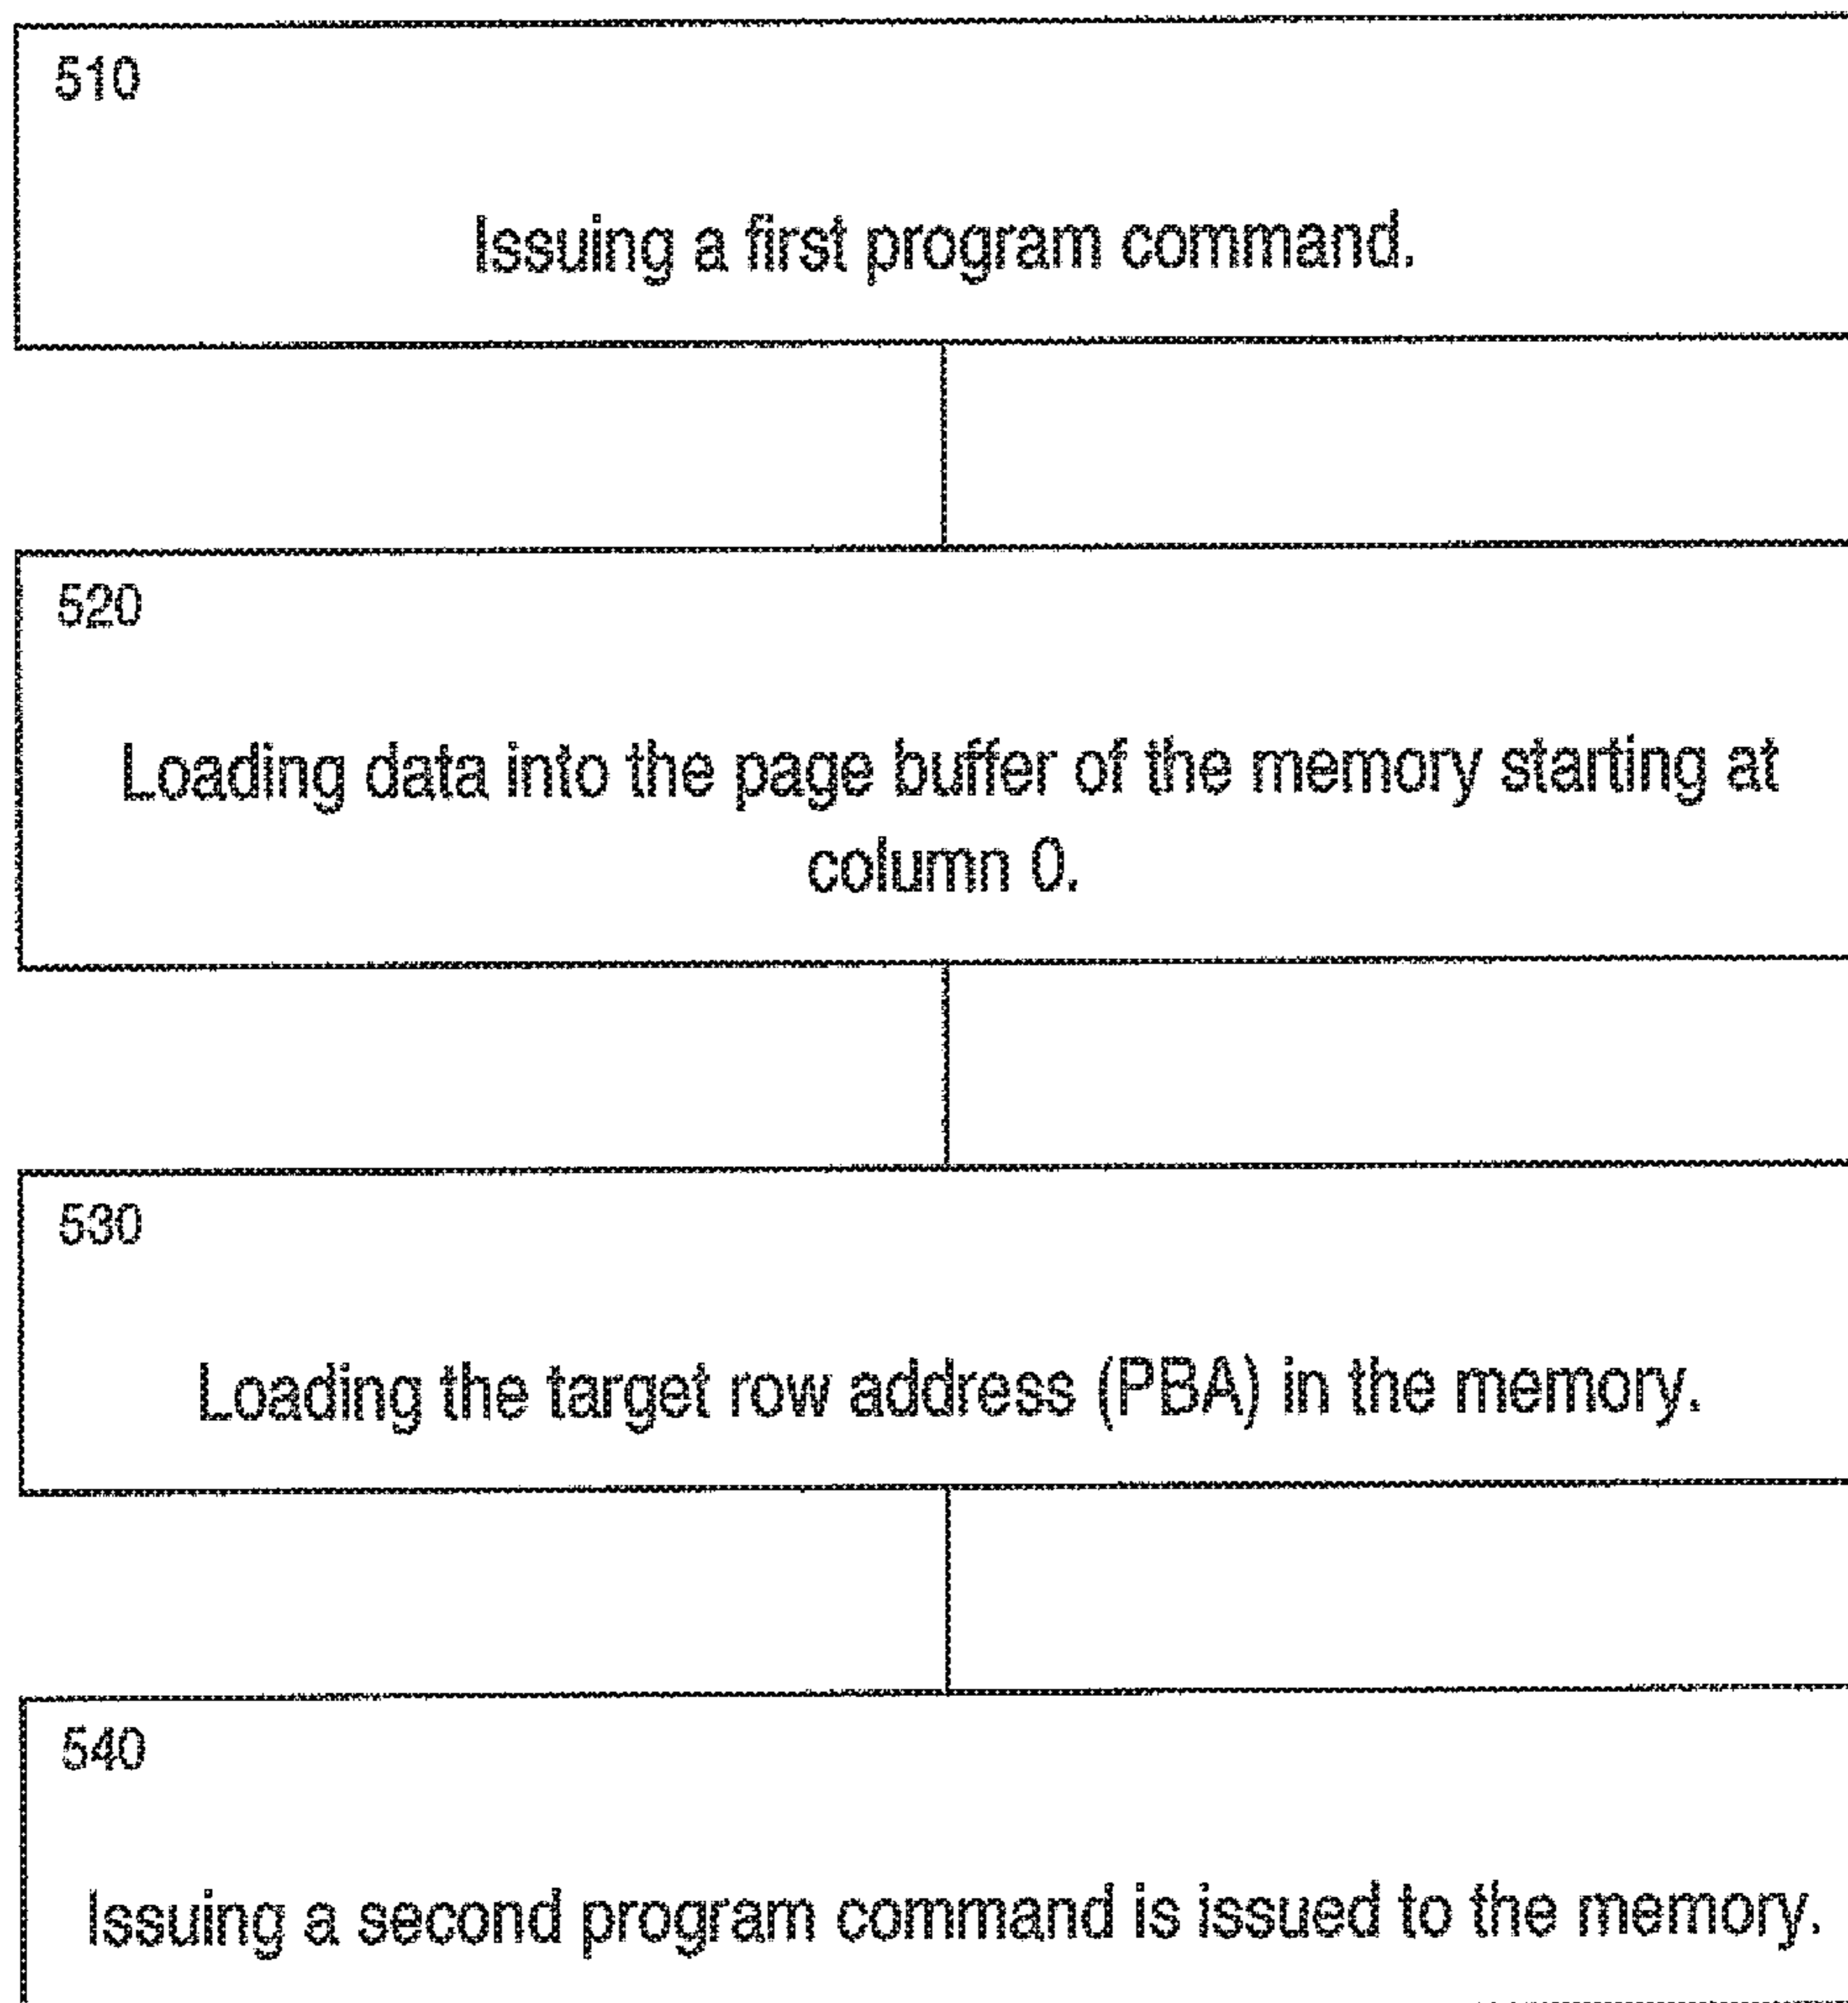 510
Issuing a first program command.
520
Loading data into the page buffer of the memory starting at
column 0.
530
Loading the target row address (PBA) in the memory.
540
Issuing a second program command is issued to the memory.